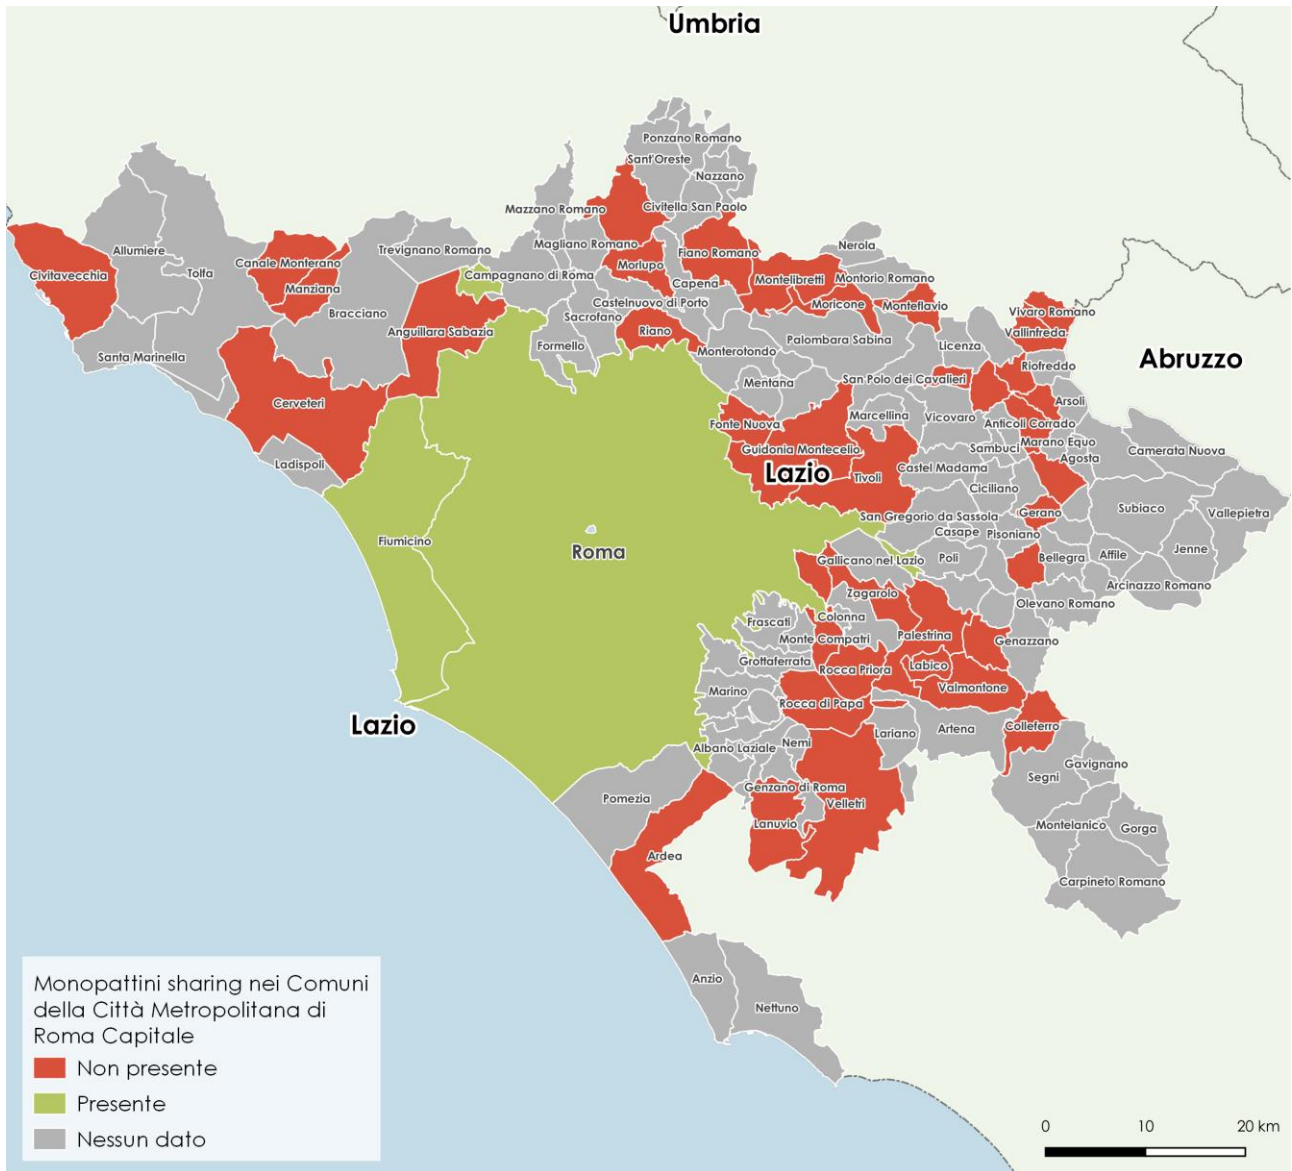 Umbria
Ponzano Romano
Sant'Oreste
Nazzano
Civitella San Paolo
Mazzano Romano
Magliano Romano
Trevignano Romano
Allumiere
Tolfa
Civitavecchia
Canale Monterano
Manziana
Bracciano
Campagnano di Roma
Morlupo
Fiano Romano
Capena
Nerola
Montelibretti
Montorio Romano
Moricone
Monteflavio
Vivaro Romano
Vallinfreda
Castelnuovo di Porto
Sacrofano
Anguillara Sabazia
Riano
Formello
Monterotondo
Palombara Sabina
Licenza
Riofreddo
Abruzzo
Santa Marinella
Mentana
San Polo dei Cavalieri
Arsoli
Cerveteri
Marcellina
Vicovaro
Fonte Nuova
Anticoli Corrado
Marano Equo
Guidonia Montecelio
Sambuci
Agosta
Camerata Nuova
Ladispoli
Lazio
Tivoli
Castel Madama
Ciciliano
Subiaco
Vallepietra
San Gregorio da Sassola
Gerano
Fiumicino
Roma
Casape
Pisoniano
Poli
Bellegra
Affile
Jenne
Gallicano nel Lazio
Arcinazzo Romano
Zagarolo
Olevano Romano
Frascati
Colonna
Monte Compatri
Palestrina
Genazzano
Grottaferrata
Rocca Priora
Labico
Valmontone
Marino
Rocca di Papa
Lazio
Lariano
Artena
Colleferro
Albano Laziale
Nemi
Segni
Gavignano
Genzano di Roma
Pomezia
Velletri
Lanuvio
Montelanico
Gorga
Ardea
Carpineto Romano
Anzio
Nettuno
Monopattini sharing nei Comuni
della Città Metropolitana di
Roma Capitale
Non presente
Presente
Nessun dato
0 10 20 km